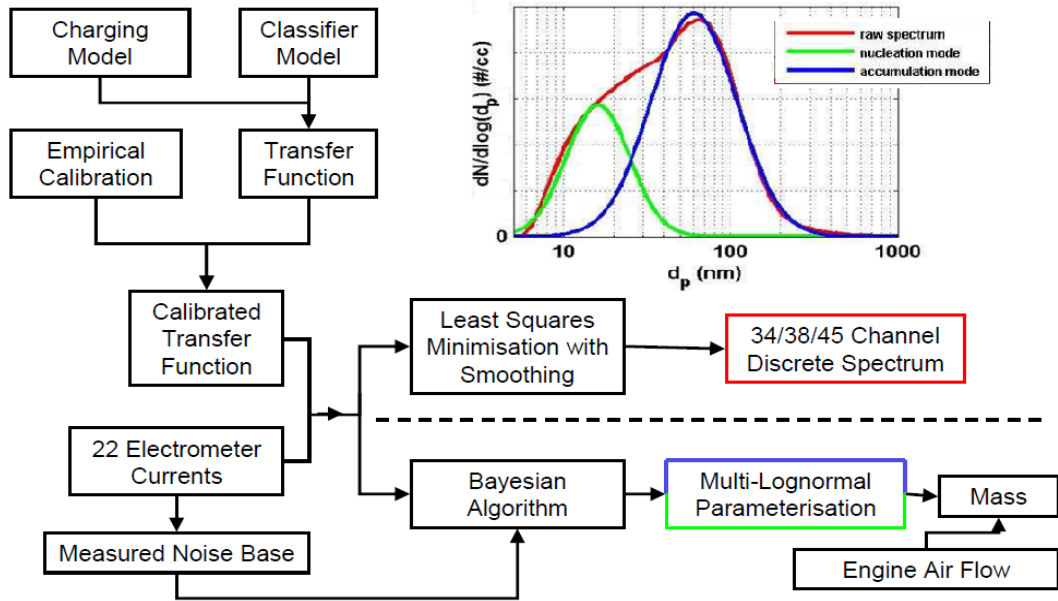 Charging
Model
Classifier
Model
Empirical
Calibration
Transfer
Function
dN/dlog(dp) (#/cc)
raw spectrum
nucleation mode
accumulation mode
0
10
100
1000
dp (nm)
Calibrated
Transfer
Function
Least Squares
Minimisation with
Smoothing
34/38/45 Channel
Discrete Spectrum
22 Electrometer
Currents
Bayesian
Algorithm
Multi-Lognormal
Parameterisation
Mass
Measured Noise Base
Engine Air Flow